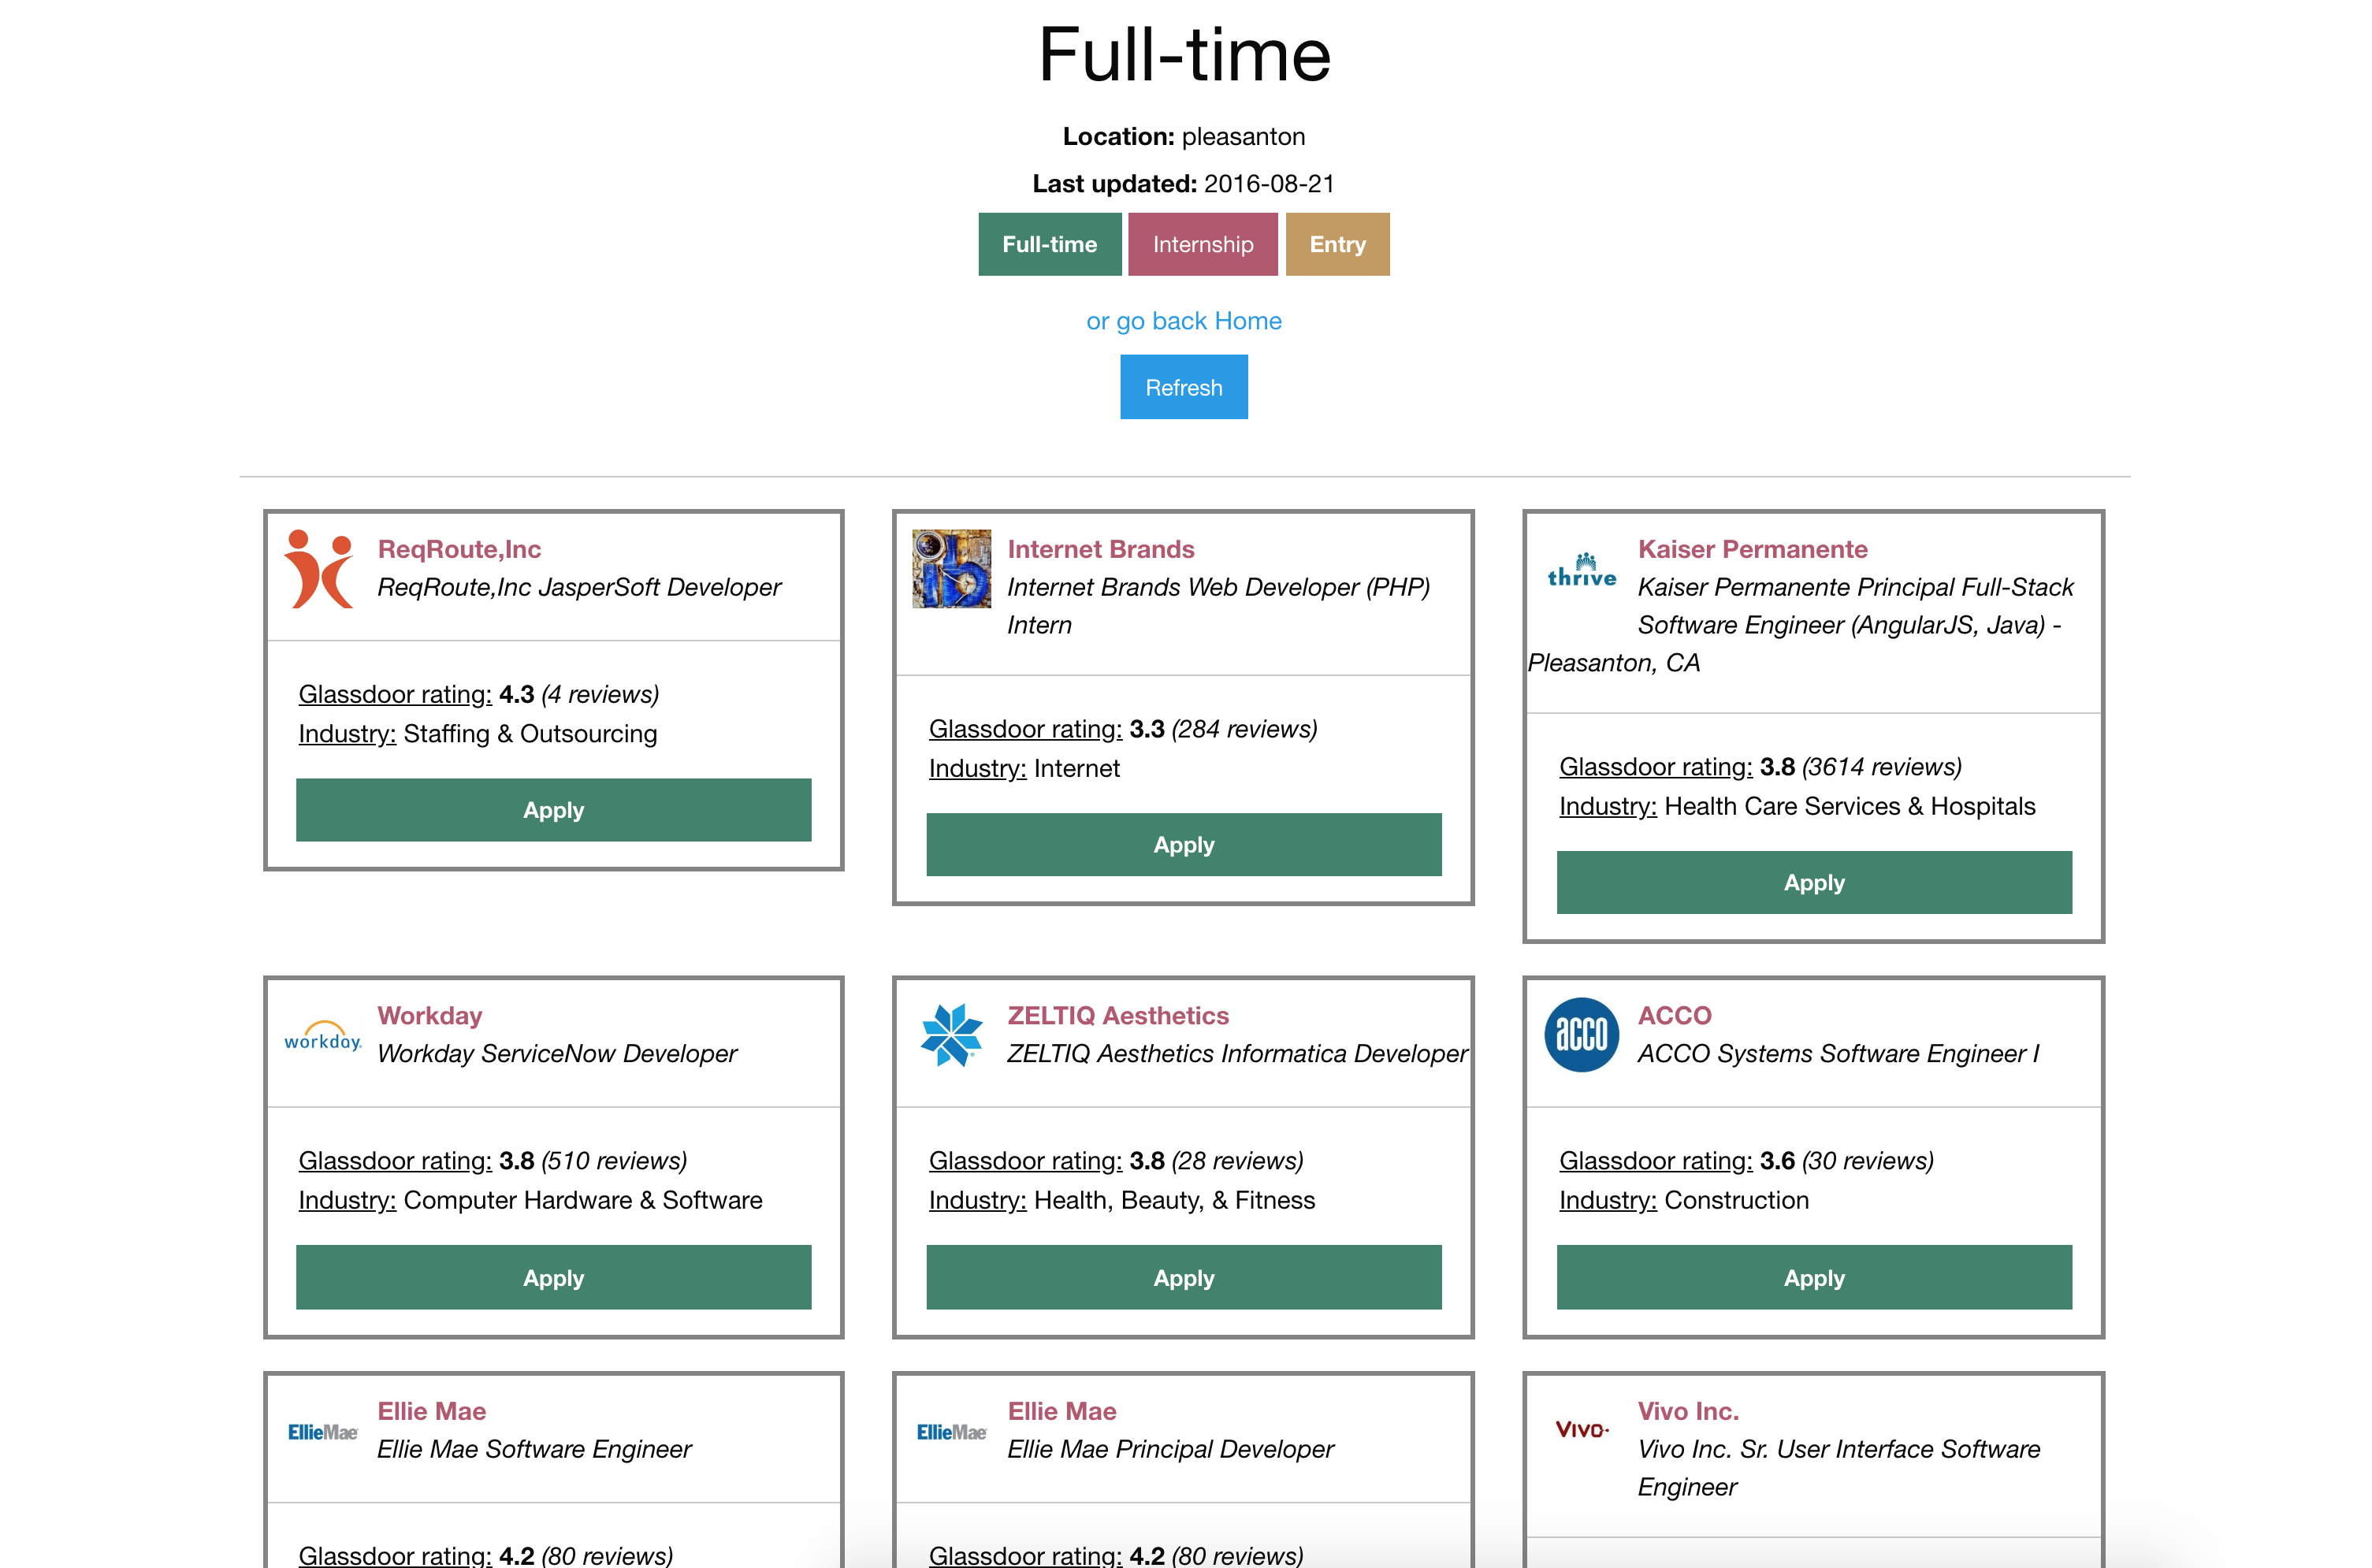 Full-time
Location: pleasanton
Last updated: 2016-08-21
Full-time Internship Entry
or go back Home
Refresh
ReqRoute,Inc
ReqRoute,Inc JasperSoft Developer
Glassdoor rating: 4.3 (4 reviews)
Industry: Staffing & Outsourcing
Apply
Internet Brands
Internet Brands Web Developer (PHP)
Intern
Glassdoor rating: 3.3 (284 reviews)
Industry: Internet
Apply
thrive
Kaiser Permanente
Kaiser Permanente Principal Full-Stack
Software Engineer (AngularJS, Java) -
Pleasanton, CA
Glassdoor rating: 3.8 (3614 reviews)
Industry: Health Care Services & Hospitals
Apply
workday.
Workday
Workday ServiceNow Developer
Glassdoor rating: 3.8 (510 reviews)
Industry: Computer Hardware & Software
Apply
ZELTIQ Aesthetics
ZELTIQ Aesthetics Informatica Developer
Glassdoor rating: 3.8 (28 reviews)
Industry: Health, Beauty, & Fitness
Apply
acco
ACCO
ACCO Systems Software Engineer I
Glassdoor rating: 3.6 (30 reviews)
Industry: Construction
Apply
EllieMae
Ellie Mae
Ellie Mae Software Engineer
Glassdoor rating: 4.2 (80 reviews)
EllieMae
Ellie Mae
Ellie Mae Principal Developer
Glassdoor rating: 4.2 (80 reviews)
Vivo
Vivo Inc.
Vivo Inc. Sr. User Interface Software
Engineer